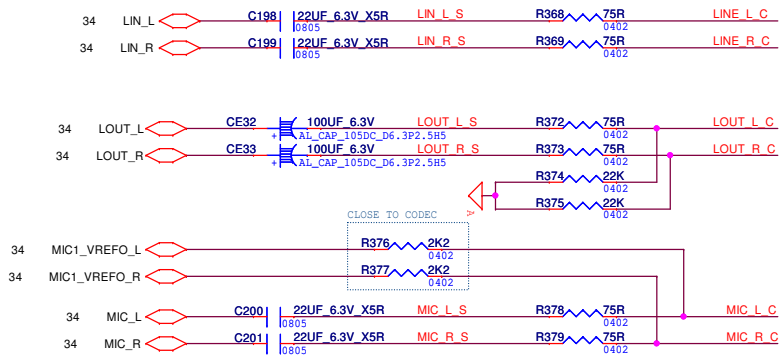 34 LIN_L C198 22UF_6.3V_X5R LIN_L_S R368 75R LINE_L_C
0805 0402
34 LIN_R C199 22UF_6.3V_X5R LIN_R_S R369 75R LINE_R_C
0805 0402
34 LOUT_L CE32 100UF_6.3V LOUT_L_S R372 75R LOUT_L_C
+ AL_CAP_105DC_D6.3P2.5H5 0402
34 LOUT_R CE33 100UF_6.3V LOUT_R_S R373 75R LOUT_R_C
+ AL_CAP_105DC_D6.3P2.5H5 0402
R374 22K
0402
A R375 22K
0402
CLOSE TO CODEC
34 MIC1_VREFO_L R376 2K2
0402
34 MIC1_VREFO_R R377 2K2
0402
34 MIC_L C200 22UF_6.3V_X5R MIC_L_S R378 75R MIC_L_C
0805 0402
34 MIC_R C201 22UF_6.3V_X5R MIC_R_S R379 75R MIC_R_C
0805 0402